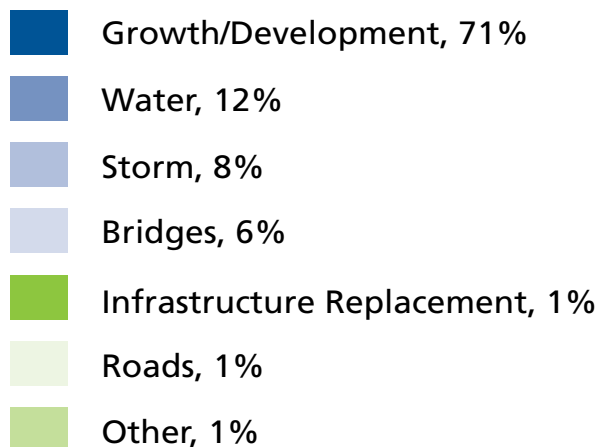 Growth/Development, 71%
Water, 12%
Storm, 8%
Bridges, 6%
Infrastructure Replacement, 1%
Roads, 1%
Other, 1%